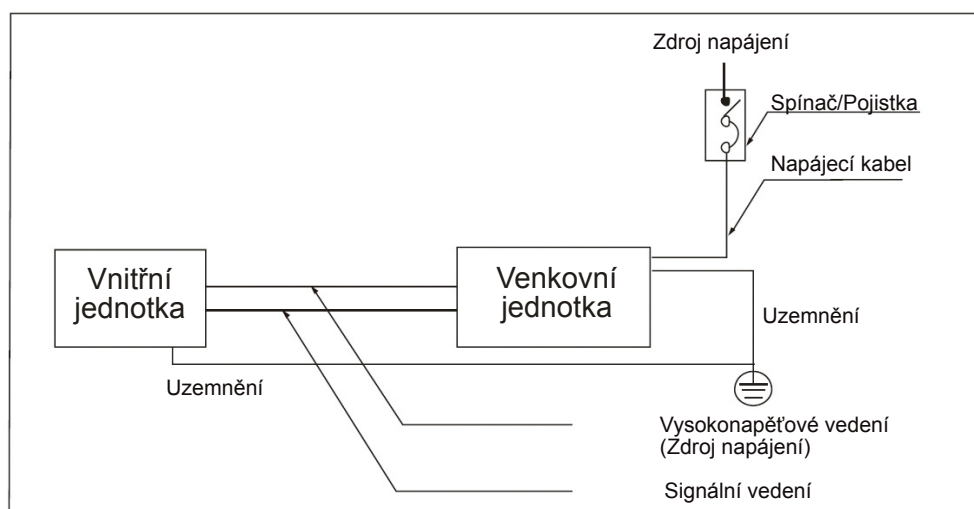 Zdroj napájení
Spínač/Pojistka
Napájecí kabel
Vnitřní
jednotka
Venkovní
jednotka
Uzemnění
Uzemnění
Vysokonapěťové vedení
(Zdroj napájení)
Signální vedení